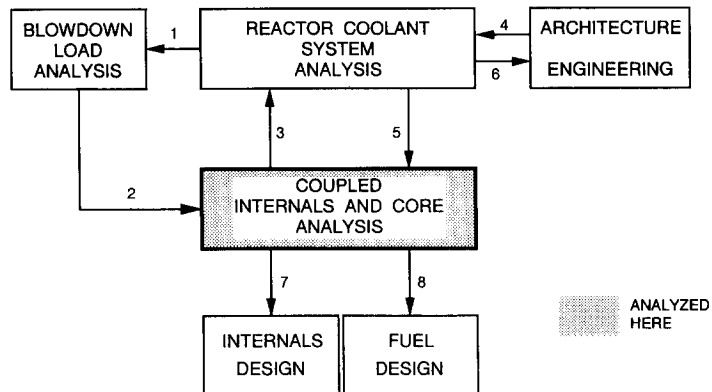 BLOWDOWN
LOAD
ANALYSIS
1
REACTOR COOLANT
SYSTEM
ANALYSIS
4
6
ARCHITECTURE
ENGINEERING
2
3
5
COUPLED
INTERNALS AND CORE
ANALYSIS
7
8
INTERNALS
DESIGN
FUEL
DESIGN
ANALYZED
HERE